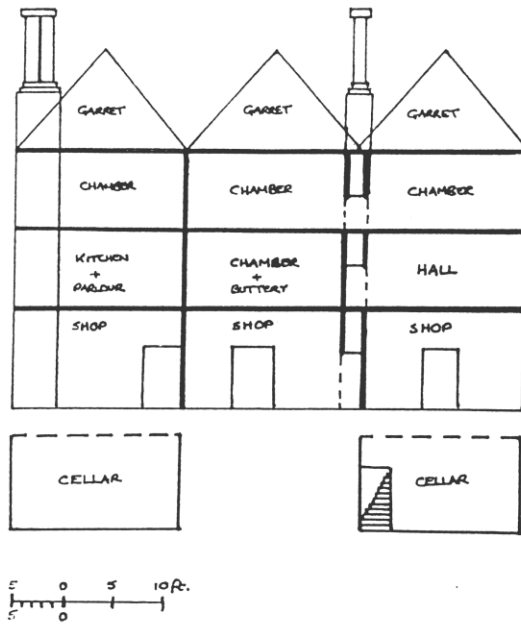 GARRET GARRET GARRET
CHAMBER CHAMBER CHAMBER
KITCHEN
+
PARLOUR
CHAMBER
+
BUTTERY
HALL
SHOP SHOP SHOP
CELLAR CELLAR
5 0 5 10 ft.
5 0